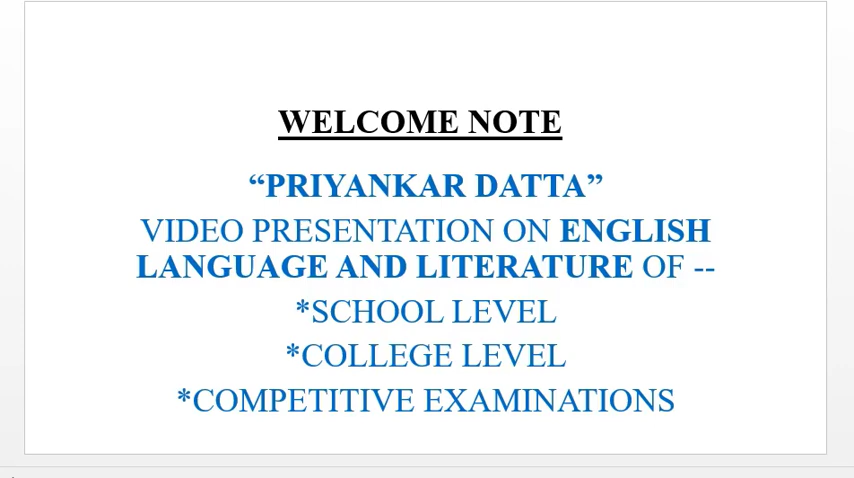 WELCOME NOTE
“PRIYANKAR DATTA”
VIDEO PRESENTATION ON ENGLISH
LANGUAGE AND LITERATURE OF --
*SCHOOL LEVEL
*COLLEGE LEVEL
*COMPETITIVE EXAMINATIONS